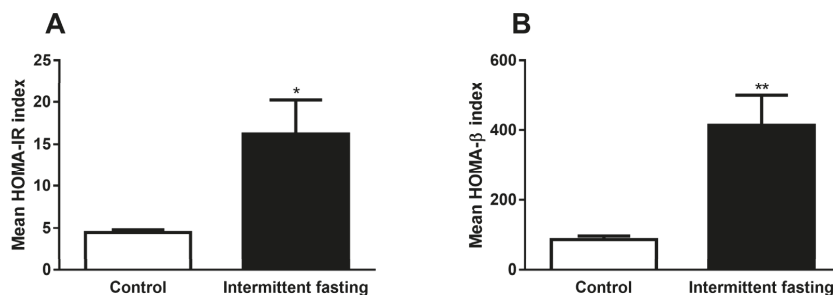 A
Mean HOMA-IR index
25
20
15
10
5
0
*
Control
Intermittent fasting
B
Mean HOMA-β index
600
400
200
0
**
Control
Intermittent fasting